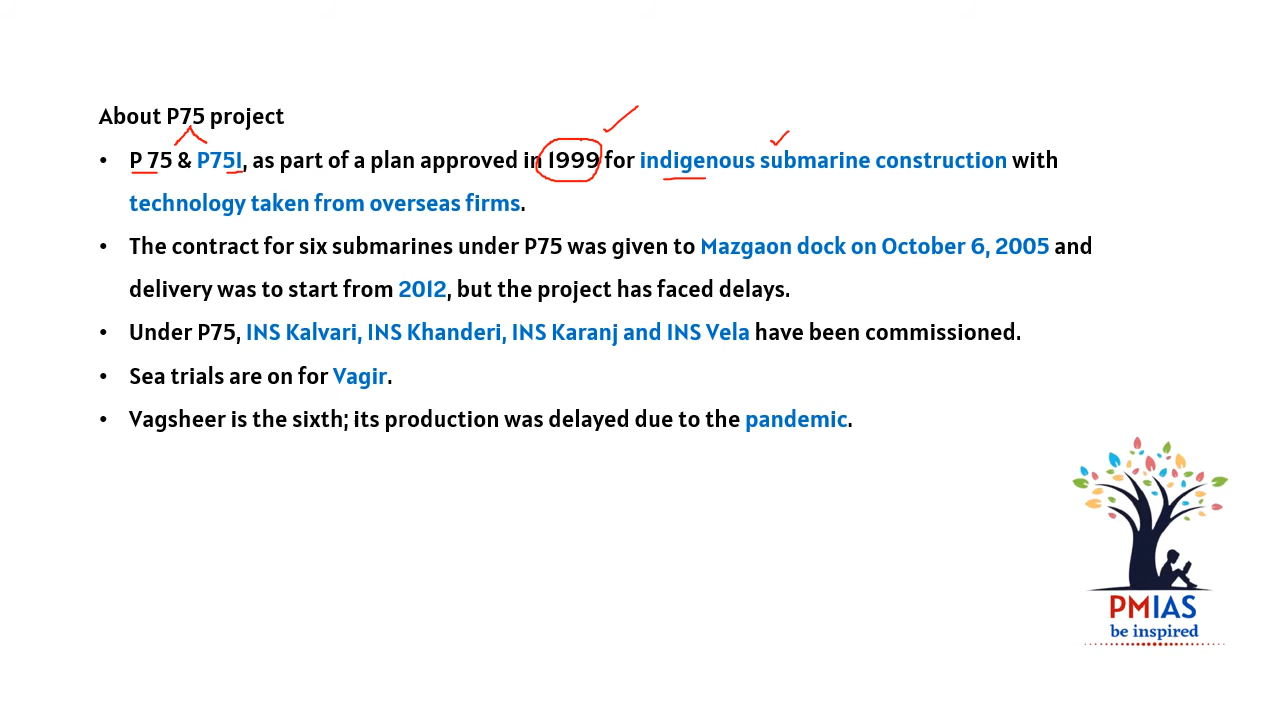 About P75 project
• P 75 & P75I, as part of a plan approved in 1999 for indigenous submarine construction with
technology taken from overseas firms.
• The contract for six submarines under P75 was given to Mazgaon dock on October 6, 2005 and
delivery was to start from 2012, but the project has faced delays.
• Under P75, INS Kalvari, INS Khanderi, INS Karanj and INS Vela have been commissioned.
• Sea trials are on for Vagir.
• Vagsheer is the sixth; its production was delayed due to the pandemic.
PMIAS
be inspired